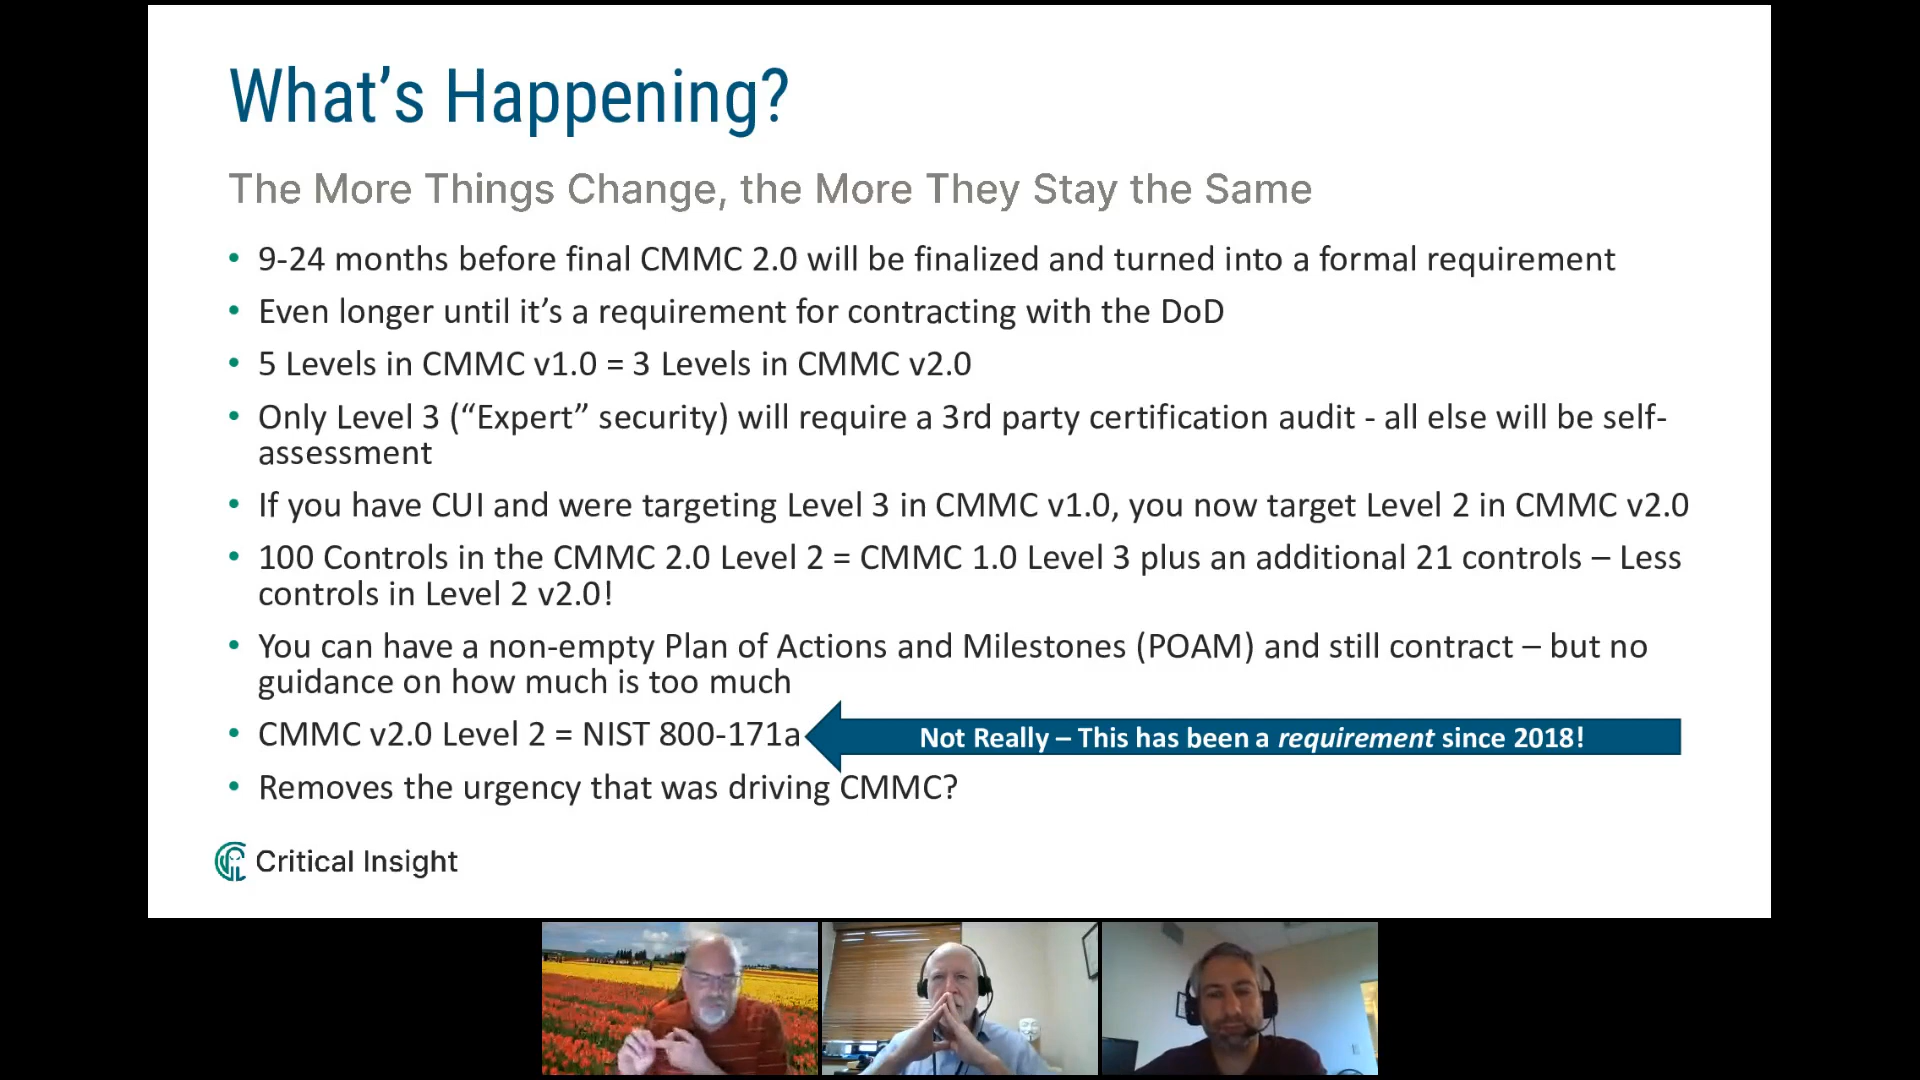 What’s Happening?
The More Things Change, the More They Stay the Same
• 9-24 months before final CMMC 2.0 will be finalized and turned into a formal requirement
• Even longer until it’s a requirement for contracting with the DoD
• 5 Levels in CMMC v1.0 = 3 Levels in CMMC v2.0
• Only Level 3 (“Expert” security) will require a 3rd party certification audit - all else will be self-
assessment
• If you have CUI and were targeting Level 3 in CMMC v1.0, you now target Level 2 in CMMC v2.0
• 100 Controls in the CMMC 2.0 Level 2 = CMMC 1.0 Level 3 plus an additional 21 controls – Less
controls in Level 2 v2.0!
• You can have a non-empty Plan of Actions and Milestones (POAM) and still contract – but no
guidance on how much is too much
• CMMC v2.0 Level 2 = NIST 800-171a
Not Really – This has been a requirement since 2018!
• Removes the urgency that was driving CMMC?
Critical Insight